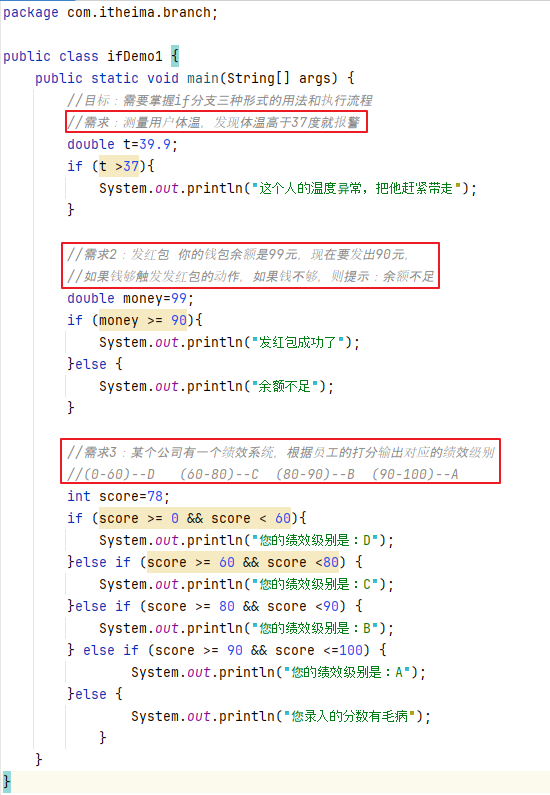 package com.itheima.branch;
public class ifDemo1 {
public static void main(String[] args) {
//目标：需要掌握if分支三种形式的用法和执行流程
//需求：测量用户体温，发现体温高于37度就报警
double t=39.9;
if (t >37){
System.out.println("这个人的温度异常，把他赶紧带走");
}
//需求2：发红包 你的钱包余额是99元，现在要发出90元，
//如果钱够触发发红包的动作，如果钱不够，则提示：余额不足
double money=99;
if (money >= 90){
System.out.println("发红包成功了");
}else {
System.out.println("余额不足");
}
//需求3：某个公司有一个绩效系统，根据员工的打分输出对应的绩效级别
//(0-60)--D (60-80)--C (80-90)--B (90-100)--A
int score=78;
if (score >= 0 && score < 60){
System.out.println("您的绩效级别是：D");
}else if (score >= 60 && score <80) {
System.out.println("您的绩效级别是：C");
}else if (score >= 80 && score <90) {
System.out.println("您的绩效级别是：B");
} else if (score >= 90 && score <=100) {
System.out.println("您的绩效级别是：A");
}else {
System.out.println("您录入的分数有毛病");
}
}
}